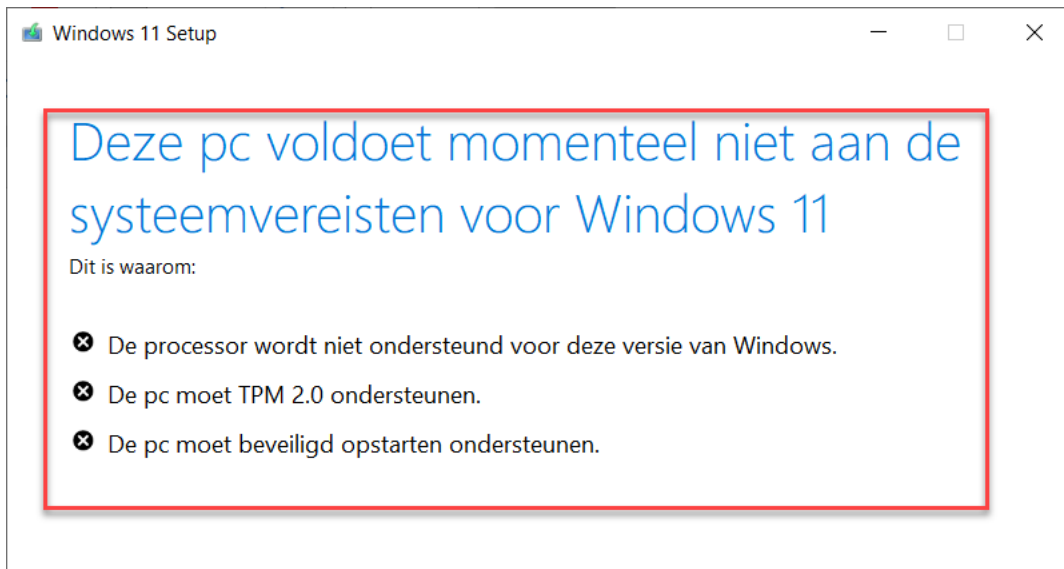 Windows 11 Setup
Deze pc voldoet momenteel niet aan de
systeemvereisten voor Windows 11
Dit is waarom:
De processor wordt niet ondersteund voor deze versie van Windows.
De pc moet TPM 2.0 ondersteunen.
De pc moet beveiligd opstarten ondersteunen.